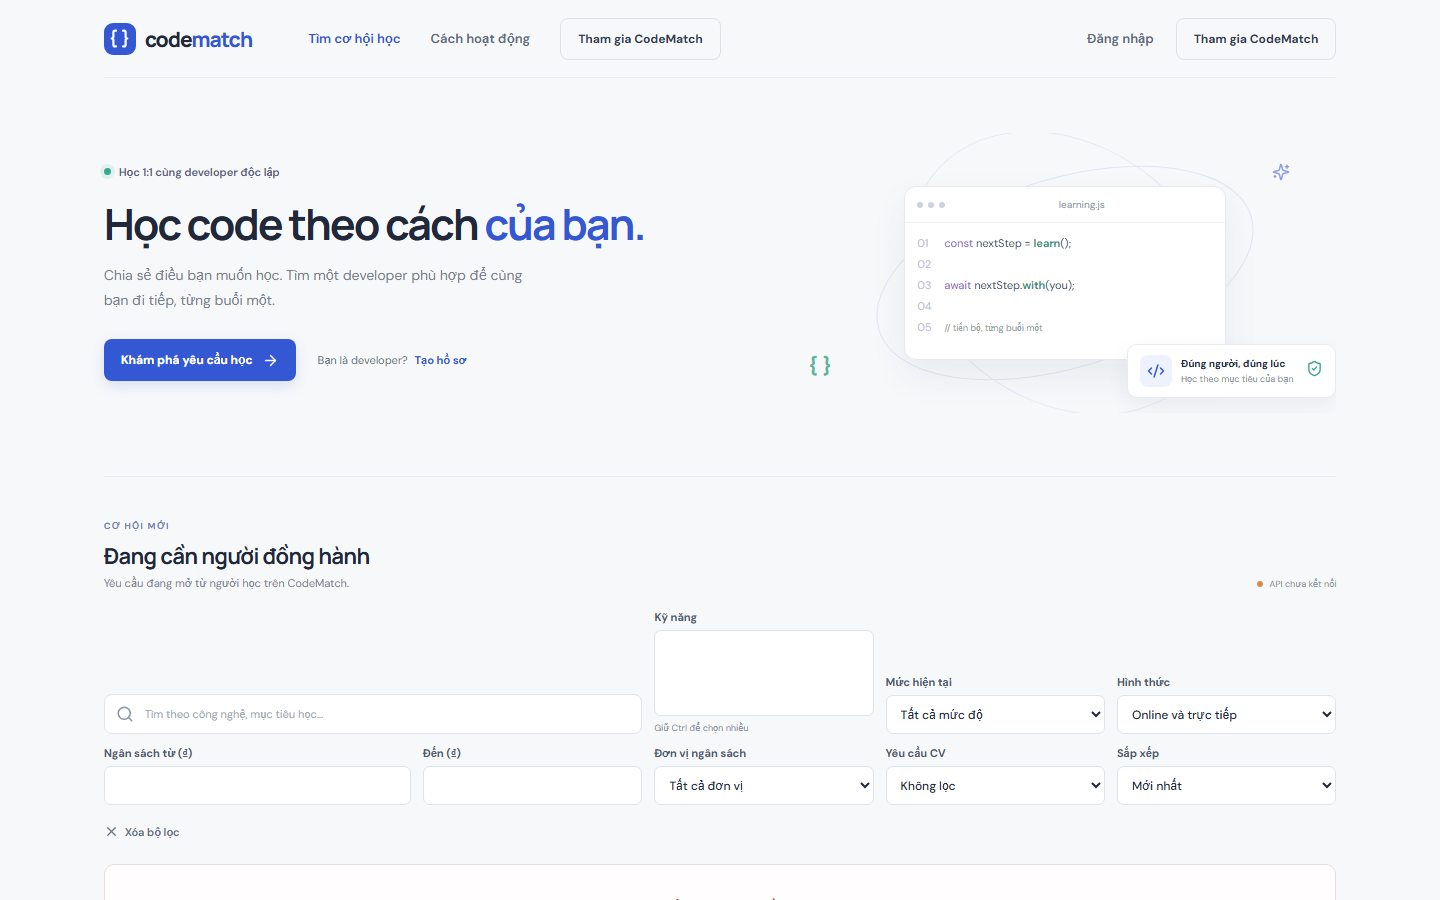 { } codematch
Tìm cơ hội học
Cách hoạt động
Tham gia CodeMatch
Đăng nhập
Tham gia CodeMatch
Học 1:1 cùng developer độc lập
Học code theo cách của bạn.
Chia sẻ điều bạn muốn học. Tìm một developer phù hợp để cùng
bạn đi tiếp, từng buổi một.
Khám phá yêu cầu học
Bạn là developer? Tạo hồ sơ
learning.js
01 const nextStep = learn();
02
03 await nextStep.with(you);
04
05 // tiến bộ, từng buổi một
{ }
Đúng người, đúng lúc
Học theo mục tiêu của bạn
CƠ HỘI MỚI
Đang cần người đồng hành
Yêu cầu đang mở từ người học trên CodeMatch.
API chưa kết nối
Tìm theo công nghệ, mục tiêu học...
Kỹ năng
Giữ Ctrl để chọn nhiều
Mức hiện tại
Tất cả mức độ
Hình thức
Online và trực tiếp
Ngân sách từ (₫)
Đến (₫)
Đơn vị ngân sách
Tất cả đơn vị
Yêu cầu CV
Không lọc
Sắp xếp
Mới nhất
Xóa bộ lọc